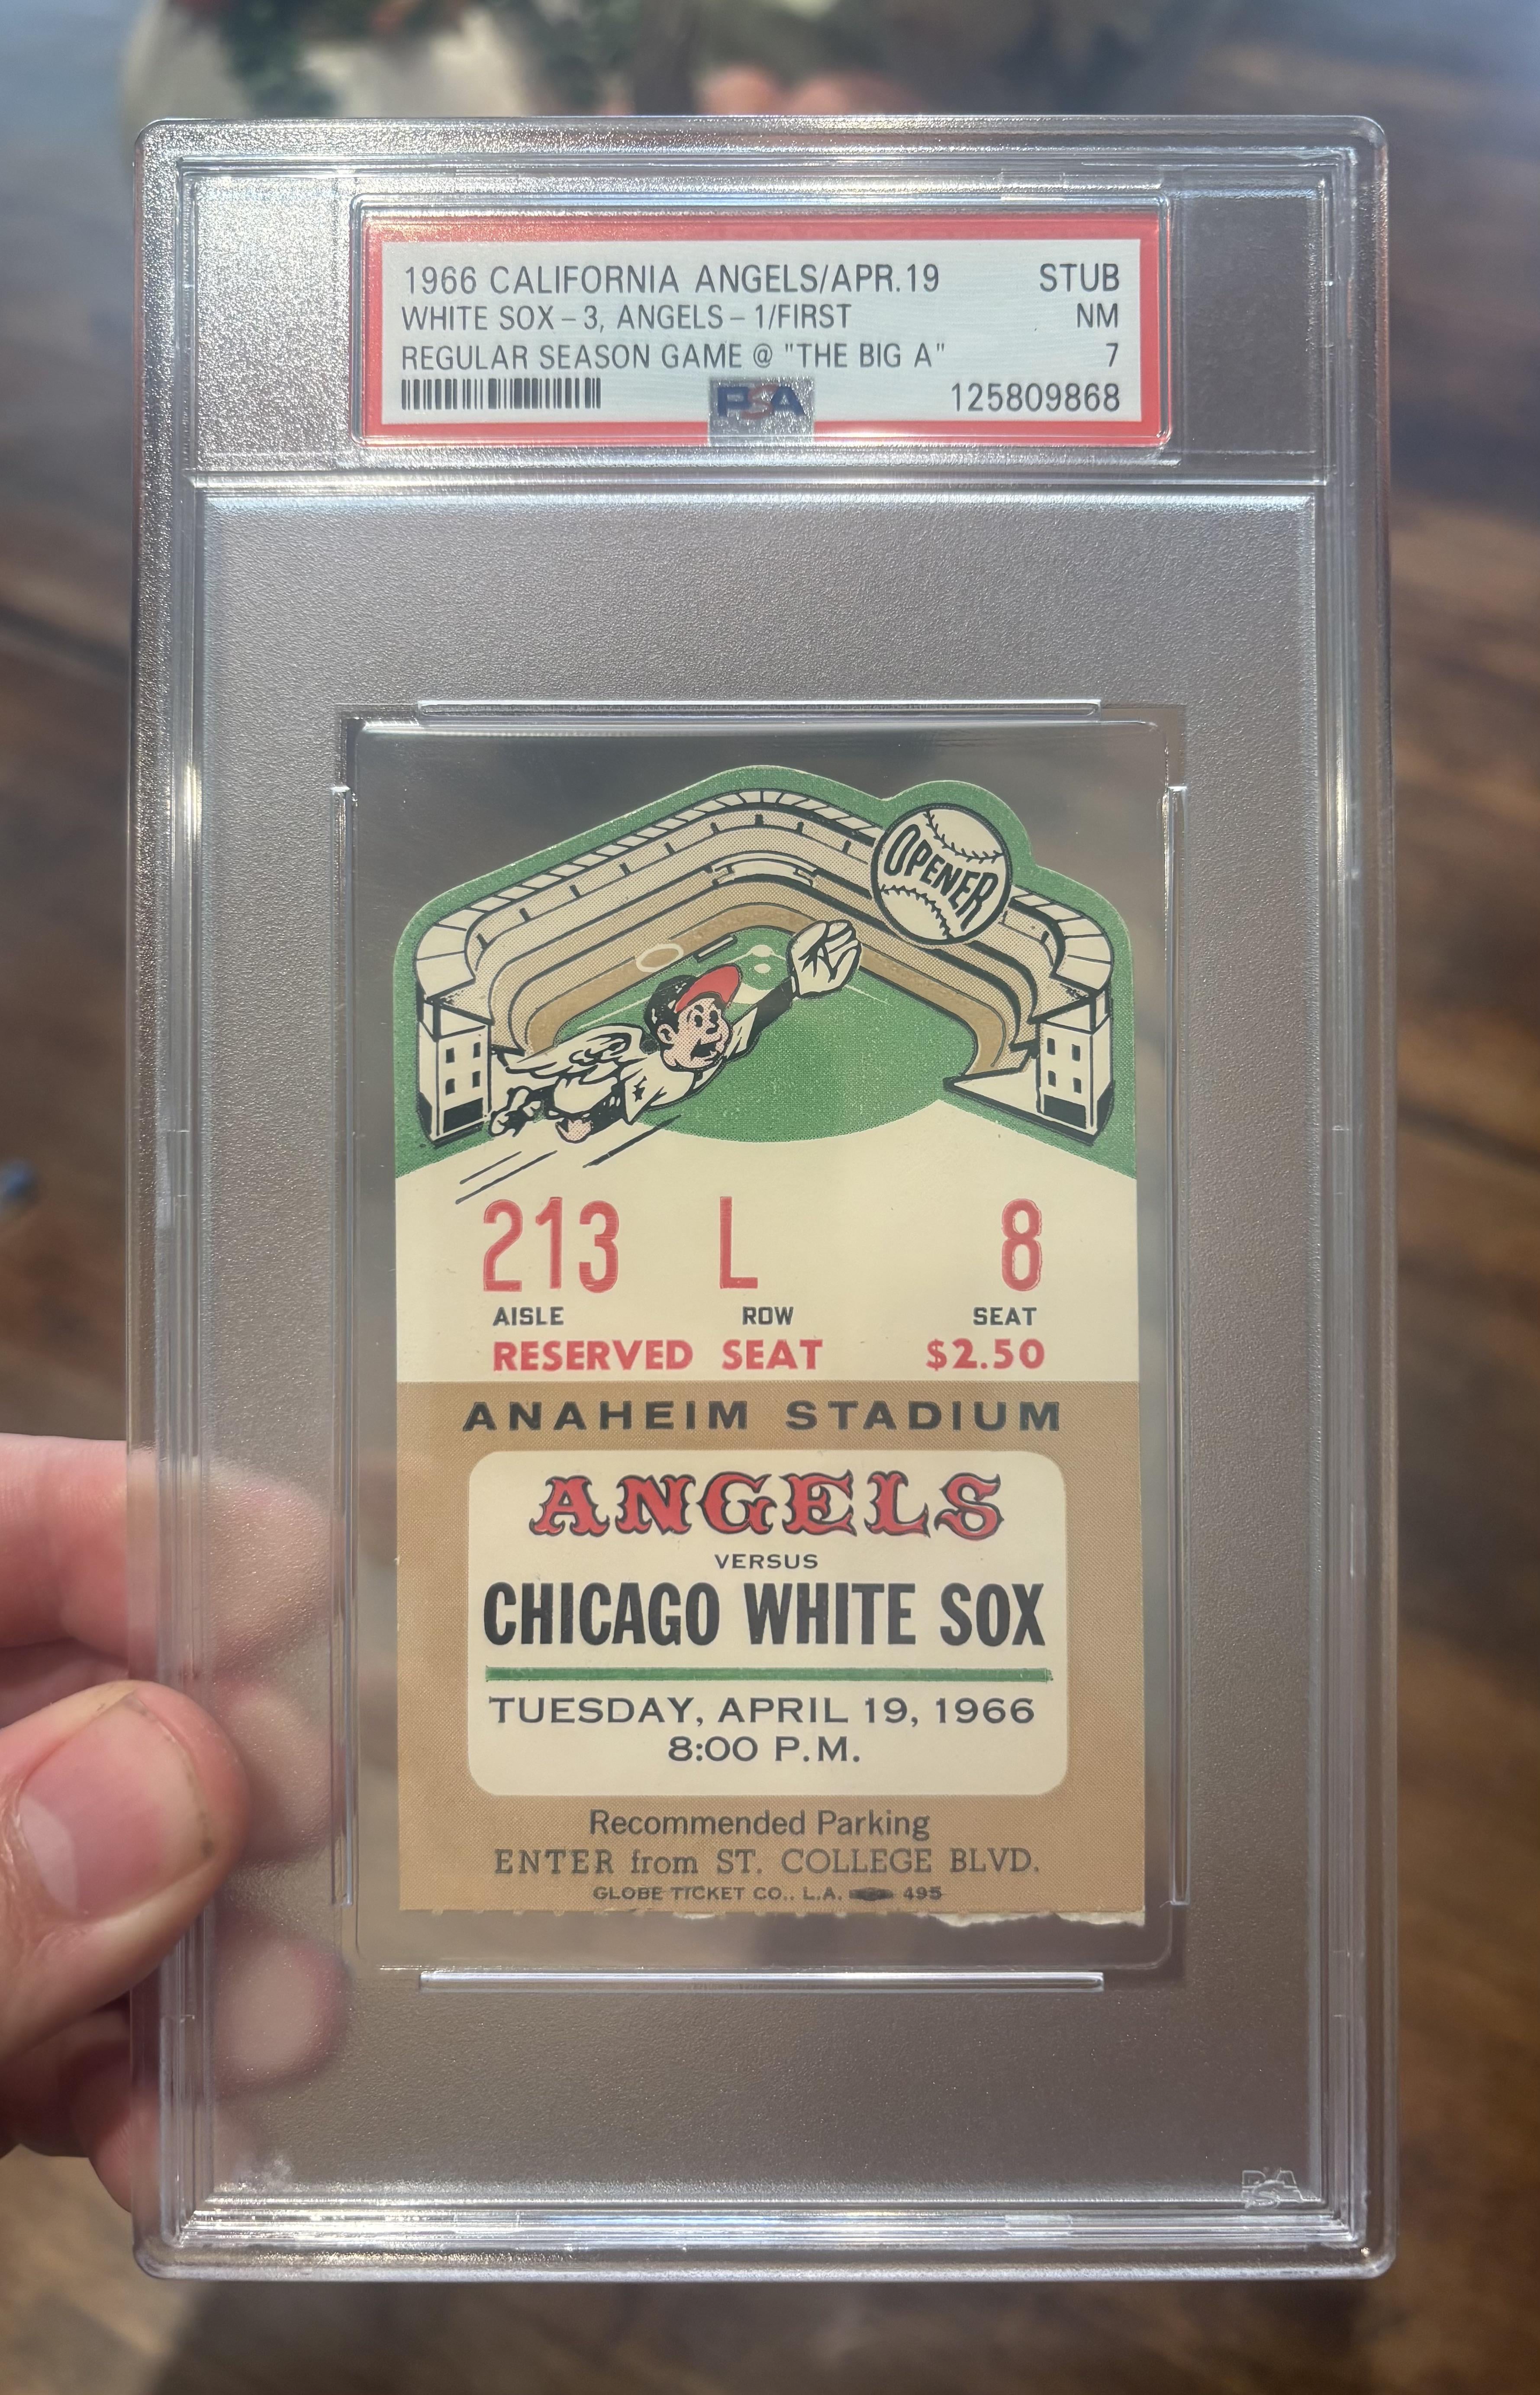 1966 CALIFORNIA ANGELS/APR.19 STUB
WHITE SOX - 3, ANGELS - 1/FIRST NM
REGULAR SEASON GAME @ "THE BIG A" 7
PSA 125809868
OPENER
213 L 8
AISLE ROW SEAT
RESERVED SEAT $2.50
ANAHEIM STADIUM
ANGELS
VERSUS
CHICAGO WHITE SOX
TUESDAY, APRIL 19, 1966
8:00 P.M.
Recommended Parking
ENTER from ST. COLLEGE BLVD.
GLOBE TICKET CO., L.A. 495
PSA